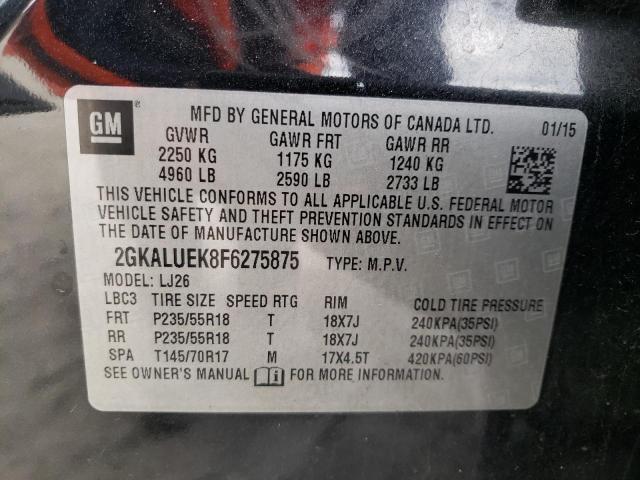 GM ®
MFD BY GENERAL MOTORS OF CANADA LTD. 01/15
GVWR GAWR FRT GAWR RR
2250 KG 1175 KG 1240 KG
4960 LB 2590 LB 2733 LB
THIS VEHICLE CONFORMS TO ALL APPLICABLE U.S. FEDERAL MOTOR
VEHICLE SAFETY AND THEFT PREVENTION STANDARDS IN EFFECT ON
THE DATE OF MANUFACTURE SHOWN ABOVE.
2GKALUEK8F6275875 TYPE: M.P.V.
MODEL: LJ26
LBC3 TIRE SIZE SPEED RTG RIM COLD TIRE PRESSURE
FRT P235/55R18 T 18X7J 240KPA(35PSI)
RR P235/55R18 T 18X7J 240KPA(35PSI)
SPA T145/70R17 M 17X4.5T 420KPA(60PSI)
SEE OWNER'S MANUAL FOR MORE INFORMATION.